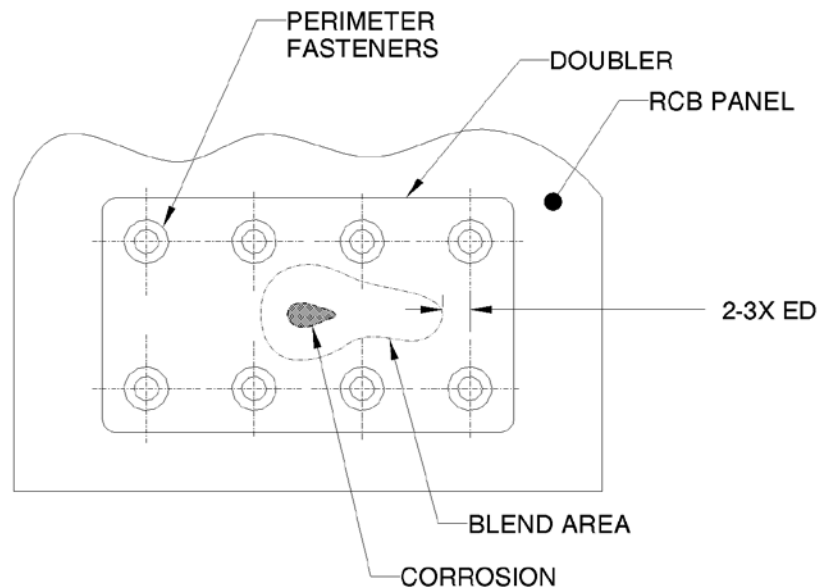 PERIMETER
FASTENERS
DOUBLER
RCB PANEL
2-3X ED
BLEND AREA
CORROSION